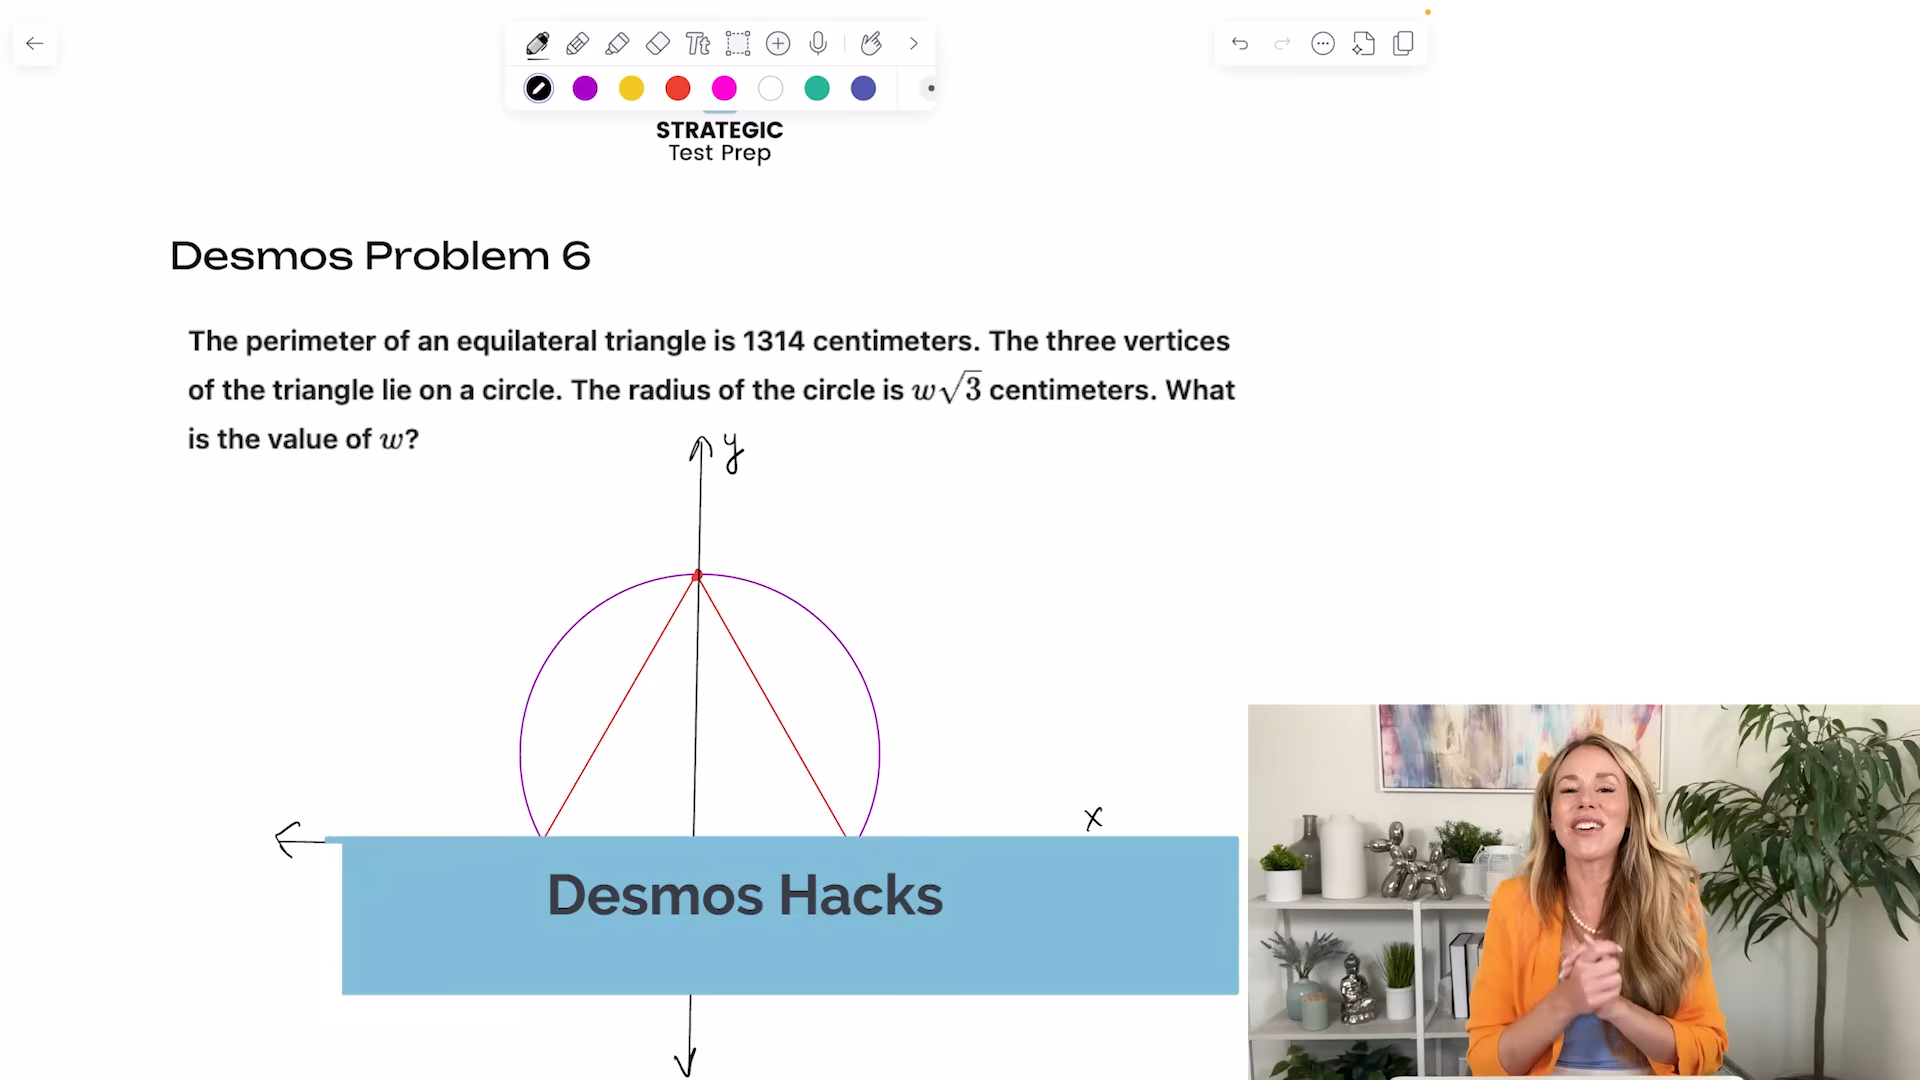 Tt
STRATEGIC
Test Prep
Desmos Problem 6
The perimeter of an equilateral triangle is 1314 centimeters. The three vertices
of the triangle lie on a circle. The radius of the circle is w√3 centimeters. What
is the value of w?
y
x
Desmos Hacks